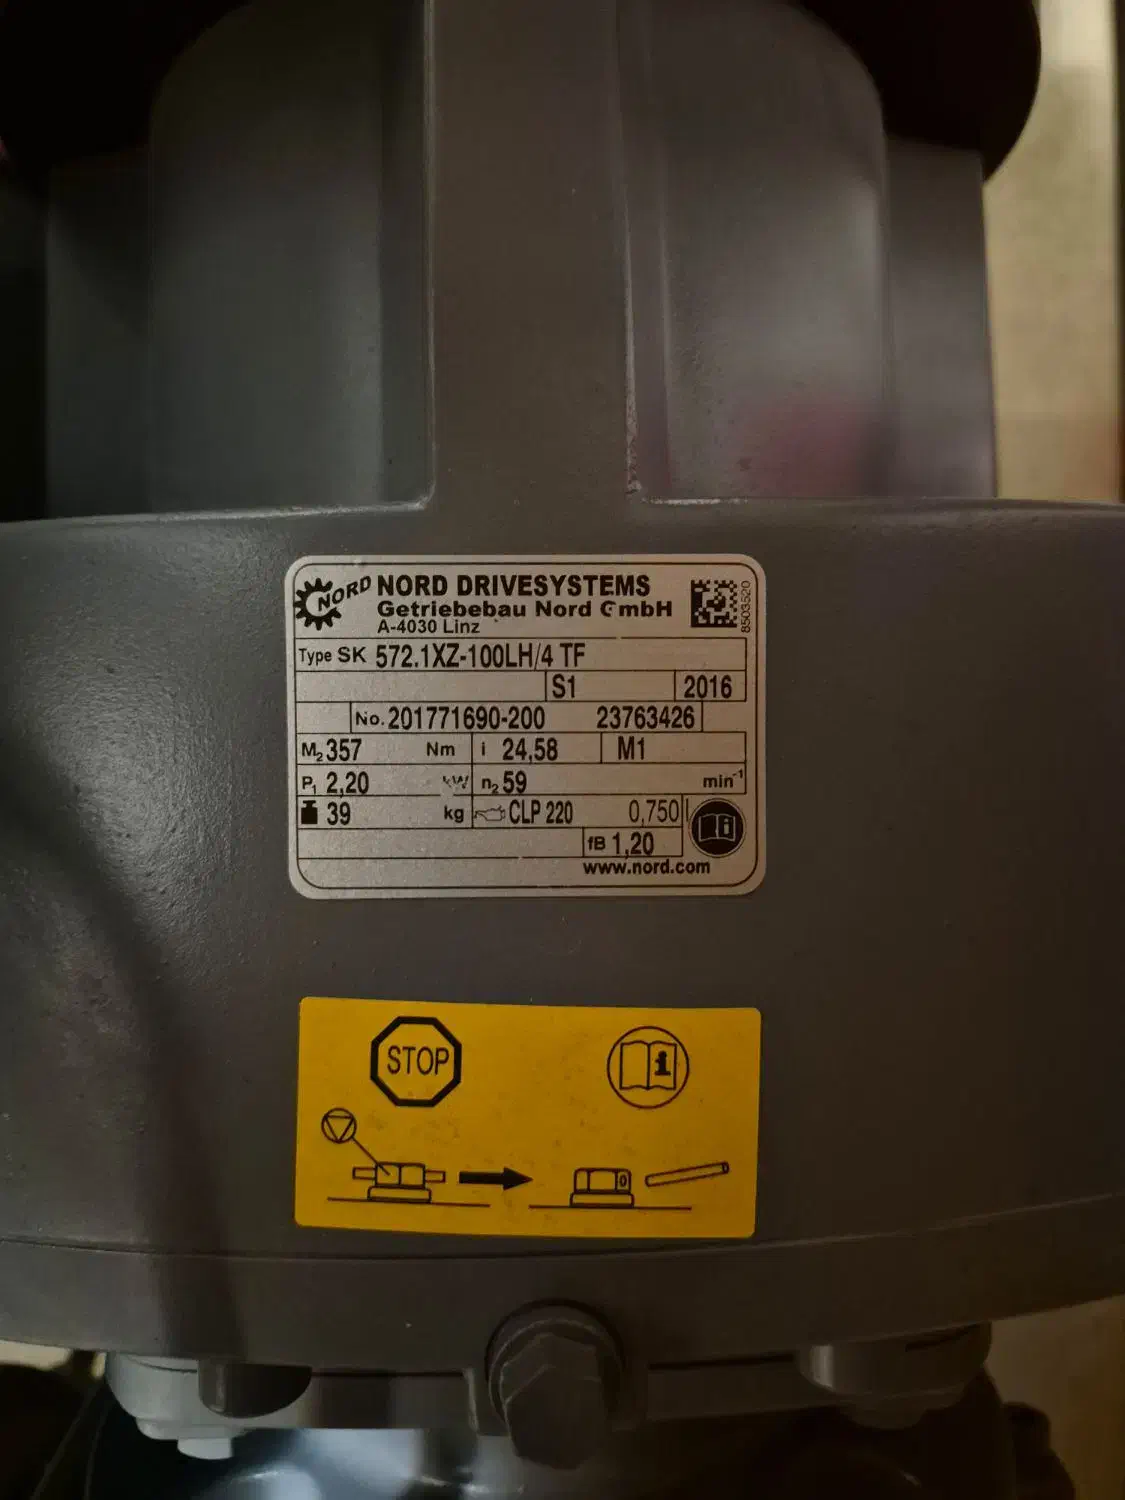 NORD NORD DRIVESYSTEMS
Getriebebau Nord GmbH
A-4030 Linz
8503520
Type SK 572.1XZ-100LH/4 TF
S1 2016
No. 201771690-200 23763426
M2 357 Nm i 24,58 M1
P1 2,20 kW n2 59 min-1
39 kg CLP 220 0,750
fB 1,20
www.nord.com
STOP